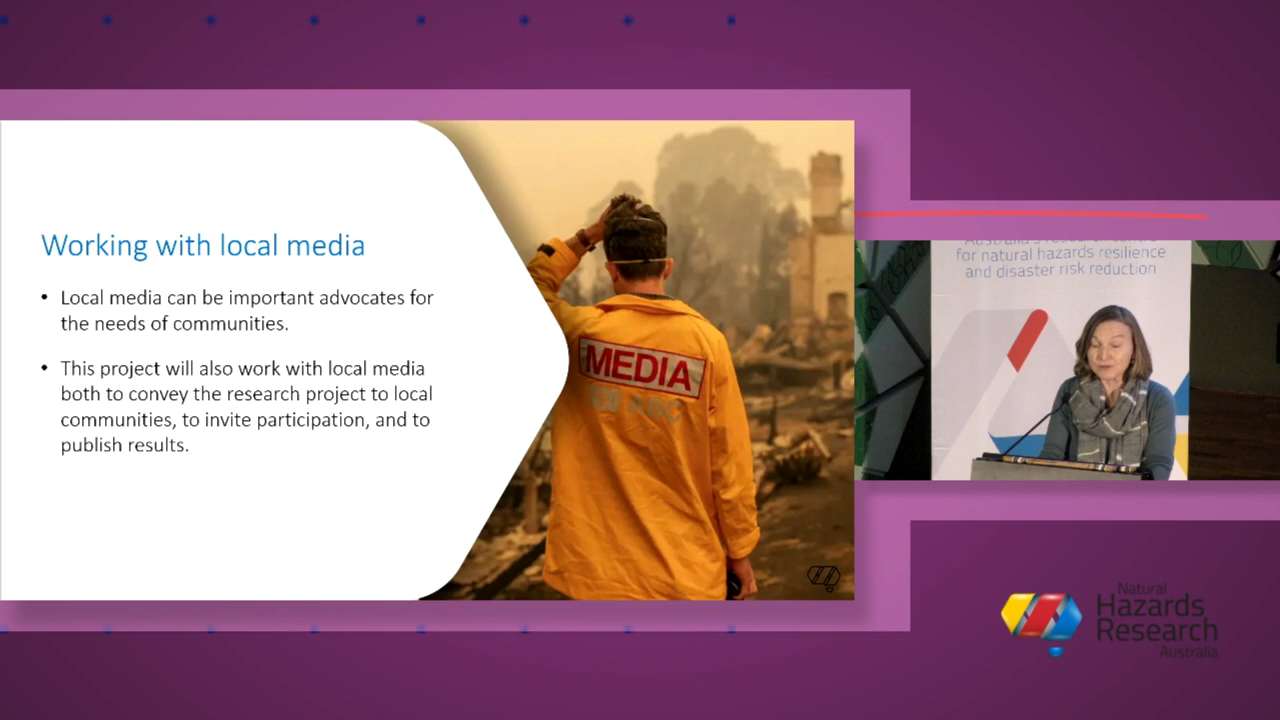 Working with local media
• Local media can be important advocates for
the needs of communities.
• This project will also work with local media
both to convey the research project to local
communities, to invite participation, and to
publish results.
MEDIA
for natural hazards resilience
and disaster risk reduction
Natural
Hazards
Research
Australia